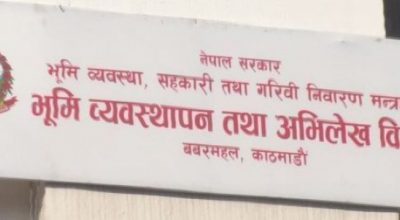 नेपाल सरकार
भूमि व्यवस्था, सहकारी तथा गरिवी निवारण मन्त्रा
भूमि व्यवस्थापन तथा अभिलेख वि
बबरमहल, काठमाडौं